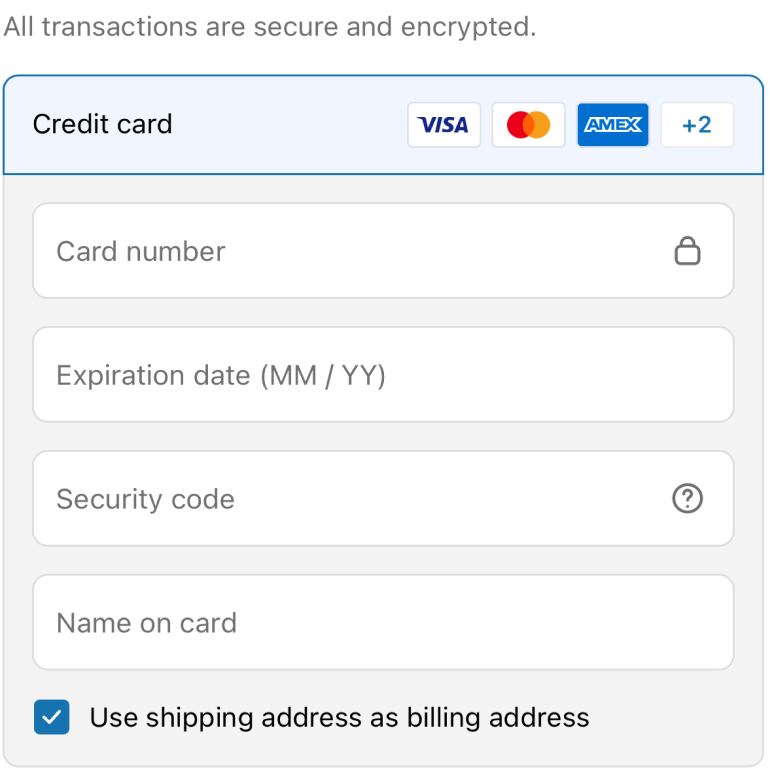 All transactions are secure and encrypted.
Credit card VISA AMEX +2
Card number
Expiration date (MM / YY)
Security code
Name on card
Use shipping address as billing address